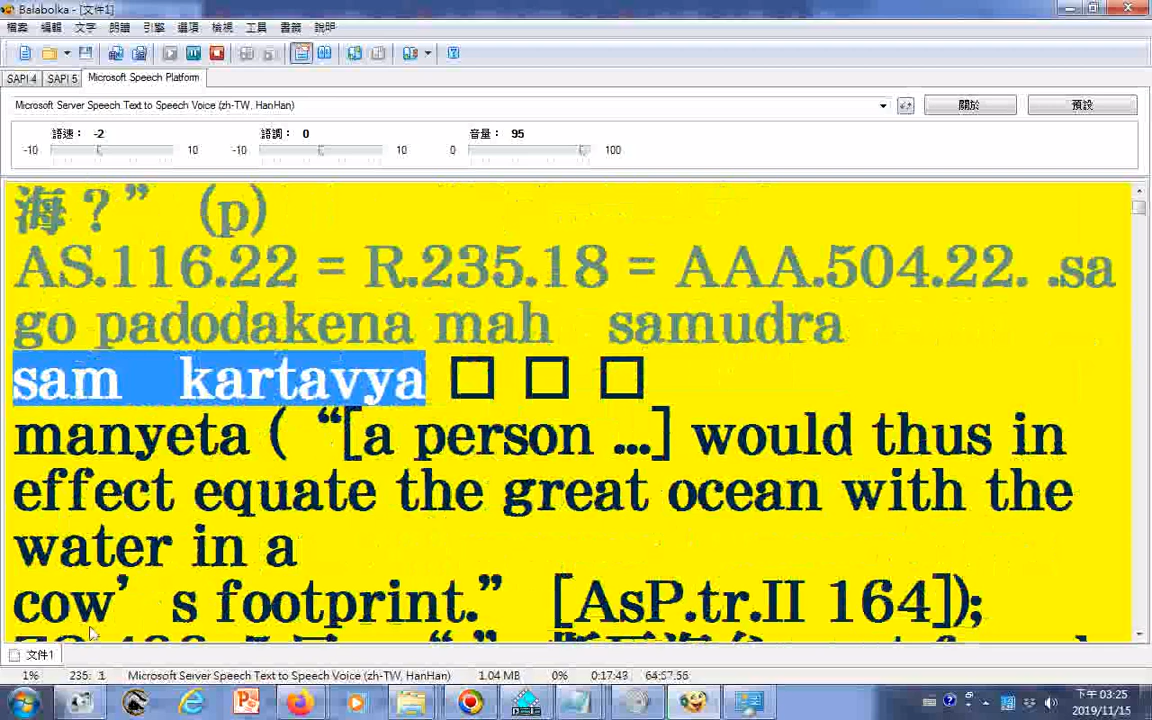 Balabolka - [文件1]
檔案 編輯 文字 朗讀 引擎 選項 檢視 工具 書籤 說明
SAPI 4 SAPI 5 Microsoft Speech Platform
Microsoft Server Speech Text to Speech Voice (zh-TW, HanHan) 關於 預設
語速： -2 語調： 0 音量： 95
-10 10 -10 10 0 100
海？” (p)
AS.116.22 = R.235.18 = AAA.504.22. .sa
go padodakena mah samudra
sam kartavya □ □ □
manyeta ( “[a person ...] would thus in
effect equate the great ocean with the
water in a
cow’ s footprint.” [AsP.tr.II 164]);
文件1
1% 235: 1 Microsoft Server Speech Text to Speech Voice (zh-TW, HanHan) 1.04 MB 0% 0:17:43 64:57:56
下午 03:25
2019/11/15